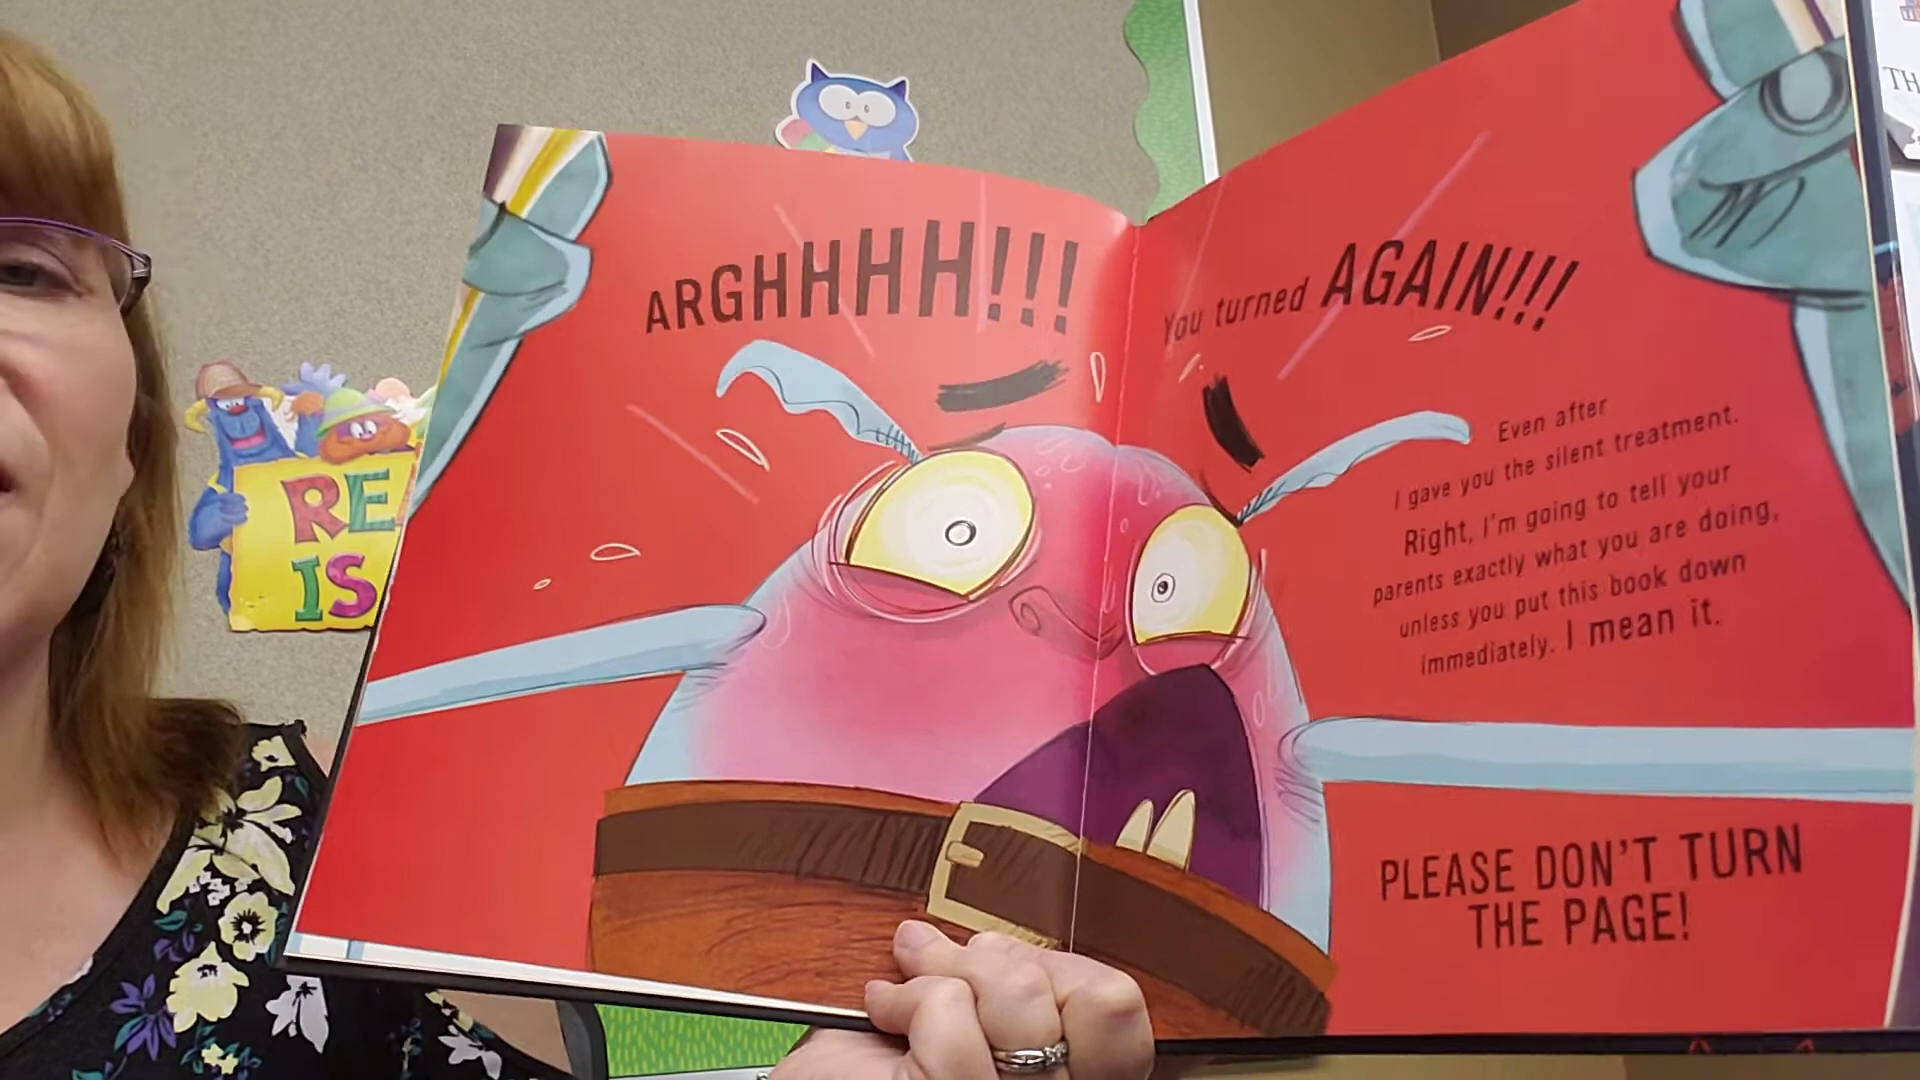 ARGHHHH!!!
You turned AGAIN!!!
Even after
I gave you the silent treatment.
Right, I'm going to tell your
parents exactly what you are doing,
unless you put this book down
immediately. I mean it.
PLEASE DON'T TURN
THE PAGE!
RE
IS
TH